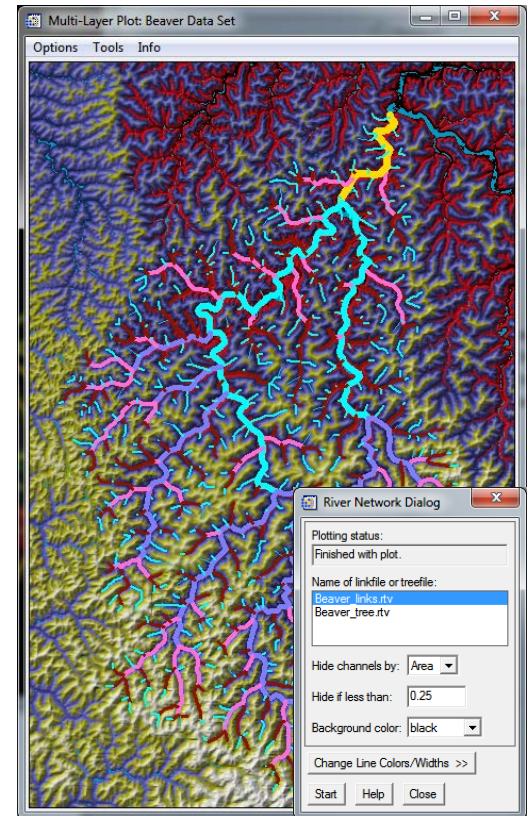 Multi-Layer Plot: Beaver Data Set
Options Tools Info
River Network Dialog
Plotting status:
Finished with plot.
Name of linkfile or treefile:
Beaver_links.rtv
Beaver_tree.rtv
Hide channels by: Area
Hide if less than: 0.25
Background color: black
Change Line Colors/Widths >>
Start Help Close